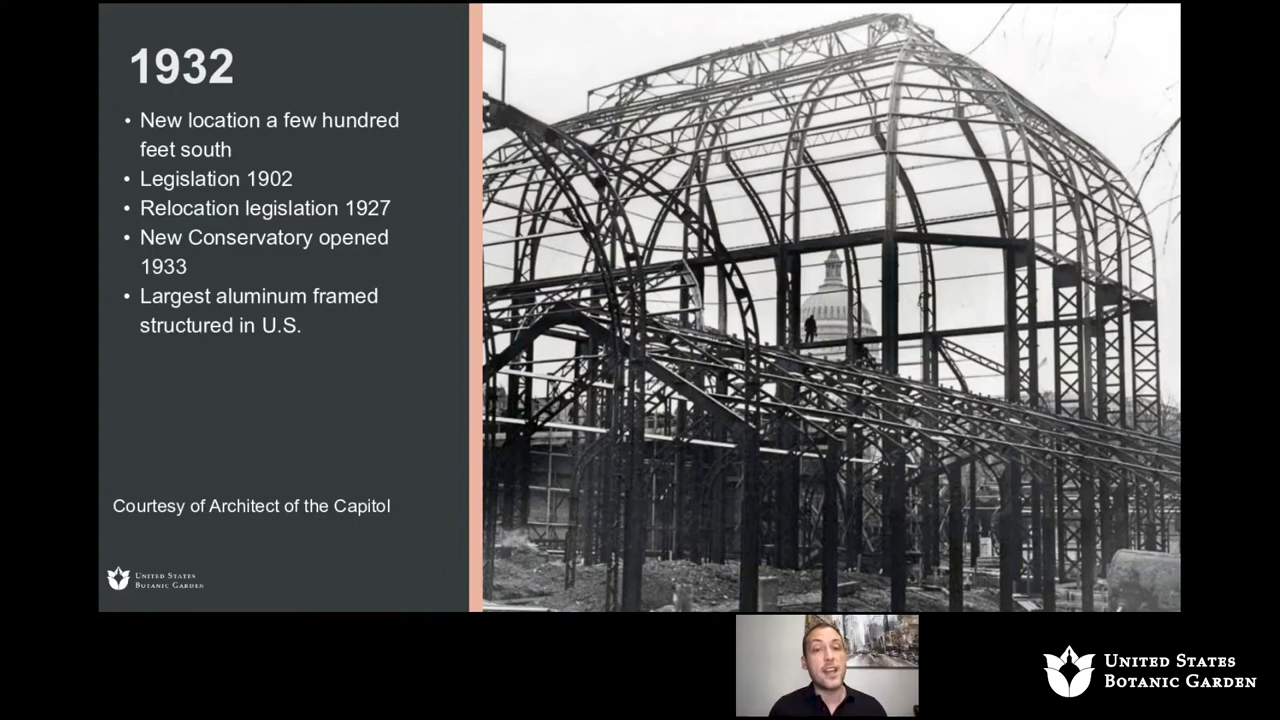 1932
• New location a few hundred
feet south
• Legislation 1902
• Relocation legislation 1927
• New Conservatory opened
1933
• Largest aluminum framed
structured in U.S.
Courtesy of Architect of the Capitol
United States
Botanic Garden
United States
Botanic Garden